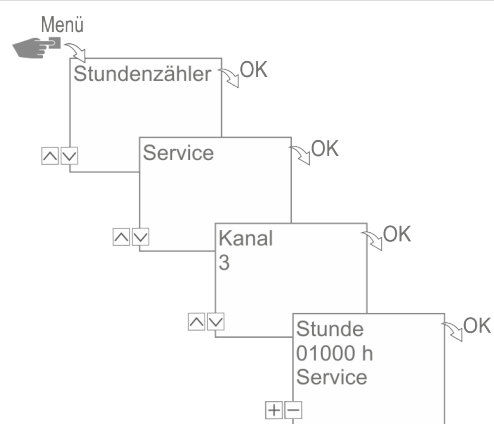 Menü
Stundenzähler
OK
Service
OK
Kanal
3
OK
Stunde
01000 h
Service
OK
+ −